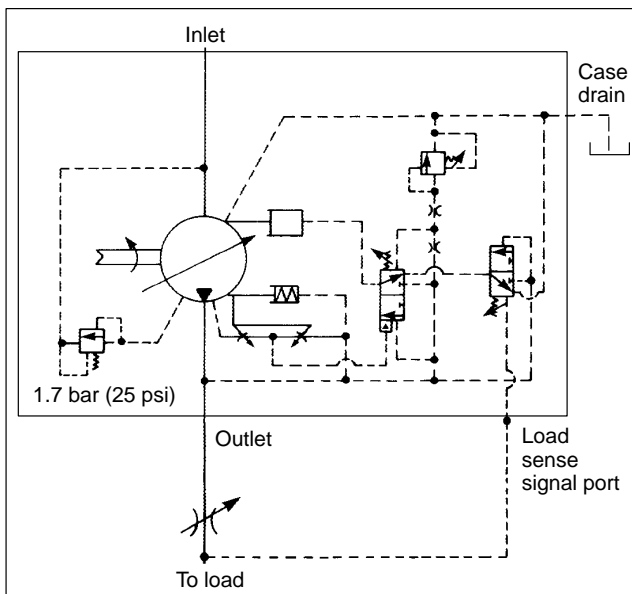 Inlet
Case
drain
1.7 bar (25 psi)
Outlet
Load
sense
signal port
To load